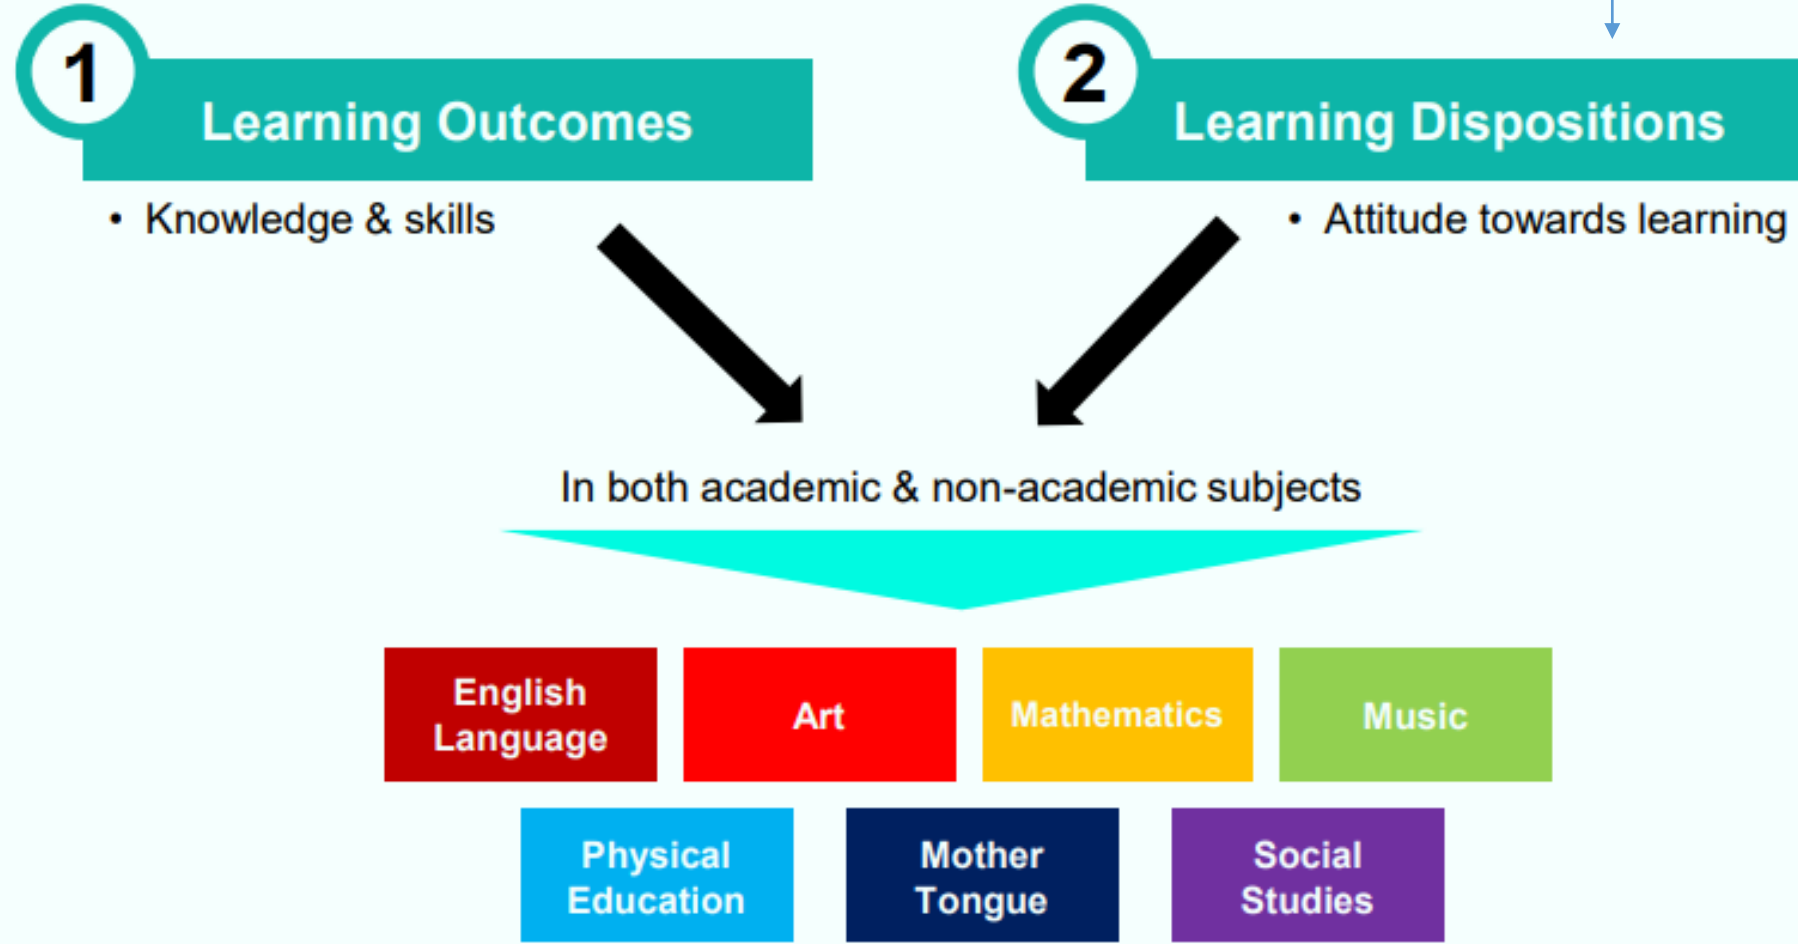 1
Learning Outcomes
• Knowledge & skills
2
Learning Dispositions
• Attitude towards learning
In both academic & non-academic subjects
English
Language
Art
Mathematics
Music
Physical
Education
Mother
Tongue
Social
Studies